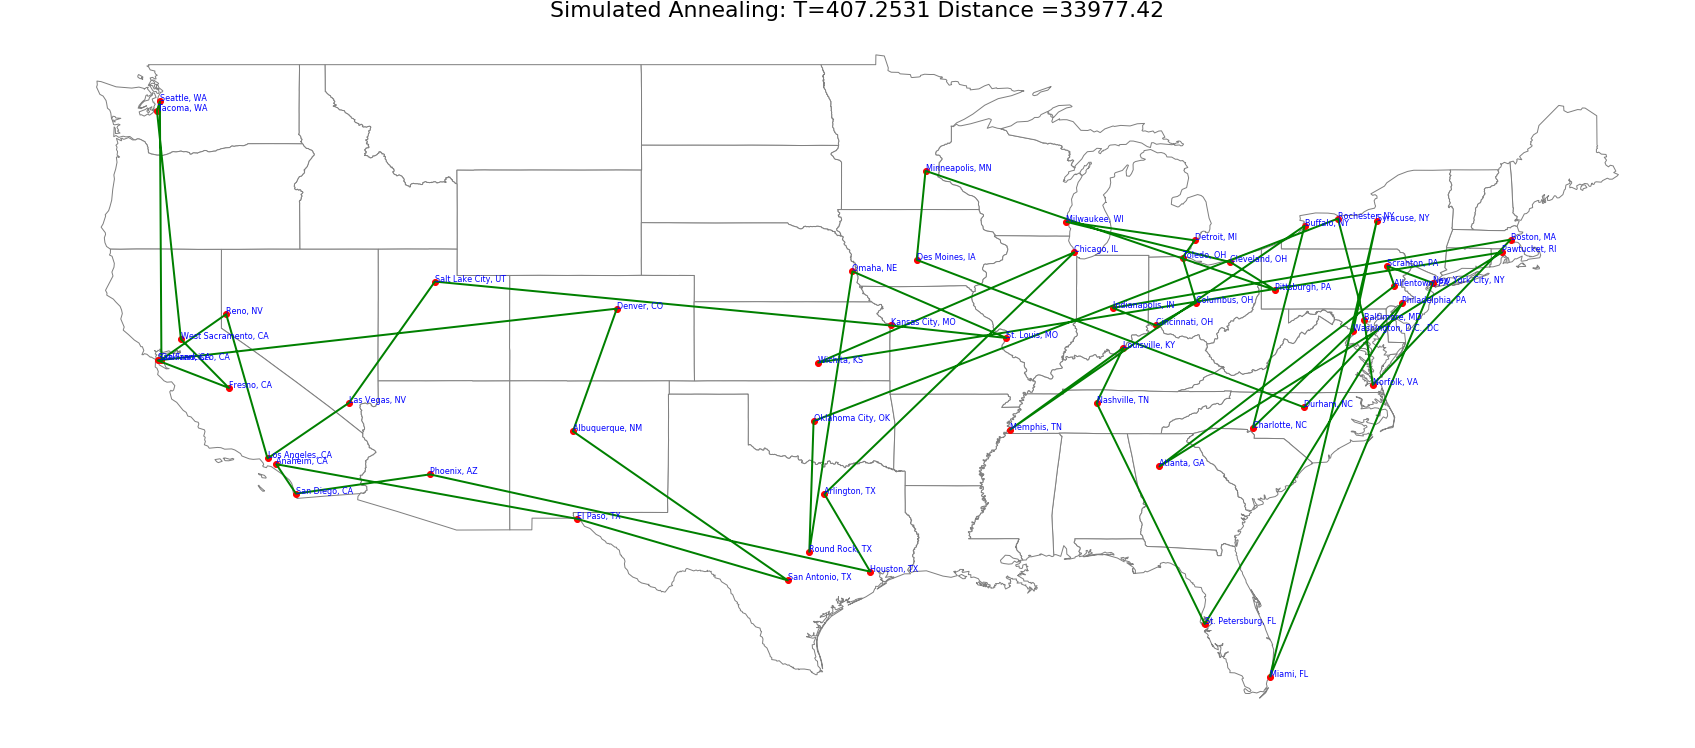 Simulated Annealing: T=407.2531 Distance =33977.42
Seattle, WA
Tacoma, WA
Minneapolis, MN
Milwaukee, WI
Buffalo, NY
Rochester, NY
Syracuse, NY
Detroit, MI
Boston, MA
Chicago, IL
Pawtucket, RI
Toledo, OH
Cleveland, OH
Des Moines, IA
Scranton, PA
Omaha, NE
Salt Lake City, UT
New York City, NY
Allentown, PA
Pittsburgh, PA
Columbus, OH
Philadelphia, PA
Indianapolis, IN
Denver, CO
Reno, NV
Baltimore, MD
Kansas City, MO
Cincinnati, OH
Washington, D.C., DC
West Sacramento, CA
St. Louis, MO
Louisville, KY
CA
Wichita, KS
Fresno, CA
Norfolk, VA
Las Vegas, NV
Nashville, TN
Durham, NC
Oklahoma City, OK
Albuquerque, NM
Memphis, TN
Charlotte, NC
Los Angeles, CA
Anaheim, CA
Atlanta, GA
Phoenix, AZ
San Diego, CA
Arlington, TX
El Paso, TX
Round Rock, TX
Houston, TX
San Antonio, TX
St. Petersburg, FL
Miami, FL